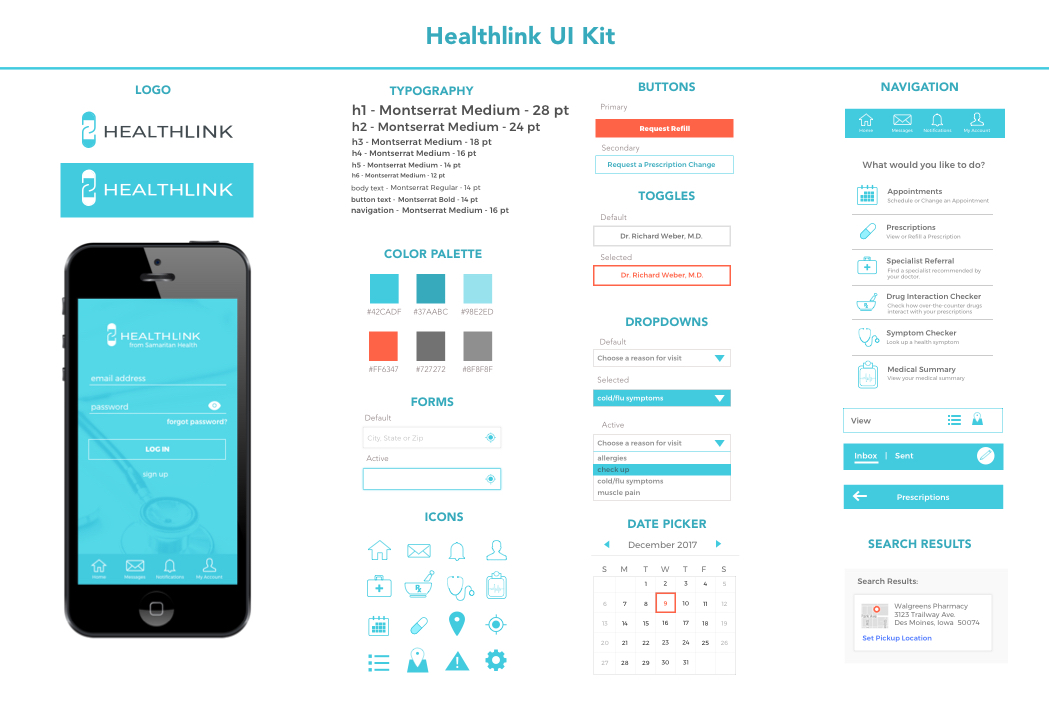 Healthlink UI Kit
LOGO
HEALTHLINK
HEALTHLINK
HEALTHLINK
from Samaritan Health
email address
password
forgot password?
LOG IN
sign up
Home
Messages
Notifications
My Account
TYPOGRAPHY
h1 - Montserrat Medium - 28 pt
h2 - Montserrat Medium - 24 pt
h3 - Montserrat Medium - 18 pt
h4 - Montserrat Medium - 16 pt
h5 - Montserrat Medium - 14 pt
h6 - Montserrat Medium - 12 pt
body text - Montserrat Regular - 14 pt
button text - Montserrat Bold - 14 pt
navigation - Montserrat Medium - 16 pt
COLOR PALETTE
#42CADF #37AABC #98E2ED
#FF6347 #727272 #8F8F8F
FORMS
Default
City, State or Zip
Active
ICONS
BUTTONS
Primary
Request Refill
Secondary
Request a Prescription Change
TOGGLES
Default
Dr. Richard Weber, M.D.
Selected
Dr. Richard Weber, M.D.
DROPDOWNS
Default
Choose a reason for visit
Selected
cold/flu symptoms
Active
Choose a reason for visit
allergies
check up
cold/flu symptoms
muscle pain
DATE PICKER
December 2017
S M T W T F S
1 2 3 4 5
6 7 8 9 10 11 12
13 14 15 16 17 18 19
20 21 22 23 24 25 26
27 28 29 30 31
NAVIGATION
Home
Messages
Notifications
My Account
What would you like to do?
Appointments
Schedule or Change an Appointment
Prescriptions
View or Refill a Prescription
Specialist Referral
Find a specialist recommended by
your doctor.
Drug Interaction Checker
Check how over-the-counter drugs
interact with your prescriptions
Symptom Checker
Look up a health symptom
Medical Summary
View your medical summary
View
Inbox | Sent
Prescriptions
SEARCH RESULTS
Search Results:
Walgreens Pharmacy
3123 Trailway Ave.
Des Moines, Iowa 50074
Set Pickup Location